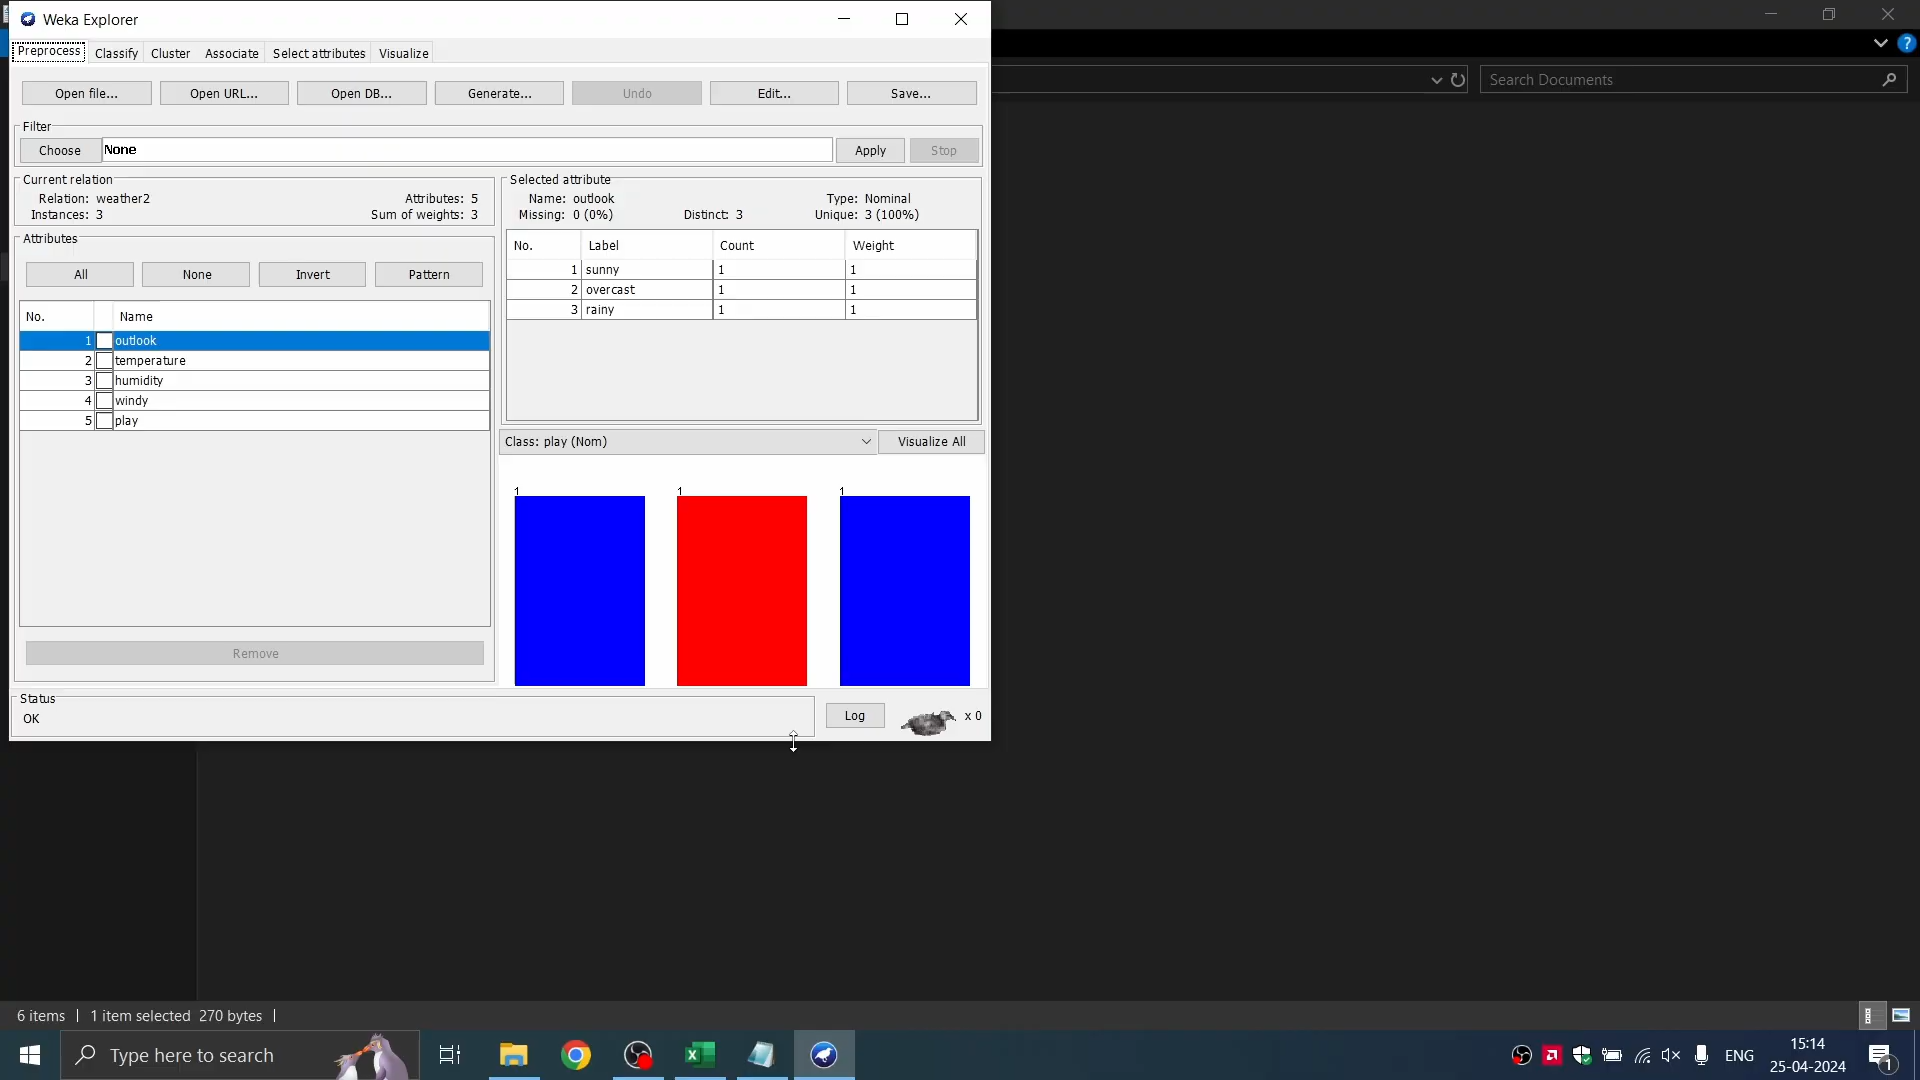 Weka Explorer
Preprocess Classify Cluster Associate Select attributes Visualize
Open file... Open URL... Open DB... Generate... Undo Edit... Save...
Search Documents
Filter
Choose None Apply Stop
Current relation
Relation: weather2 Attributes: 5
Instances: 3 Sum of weights: 3
Attributes
All None Invert Pattern
No. Name
1 outlook
2 temperature
3 humidity
4 windy
5 play
Remove
Selected attribute
Name: outlook Type: Nominal
Missing: 0 (0%) Distinct: 3 Unique: 3 (100%)
No. Label Count Weight
1 sunny 1 1
2 overcast 1 1
3 rainy 1 1
Class: play (Nom) Visualize All
1 1 1
Status
OK
Log x 0
6 items 1 item selected 270 bytes
Type here to search
ENG
15:14
25-04-2024
1